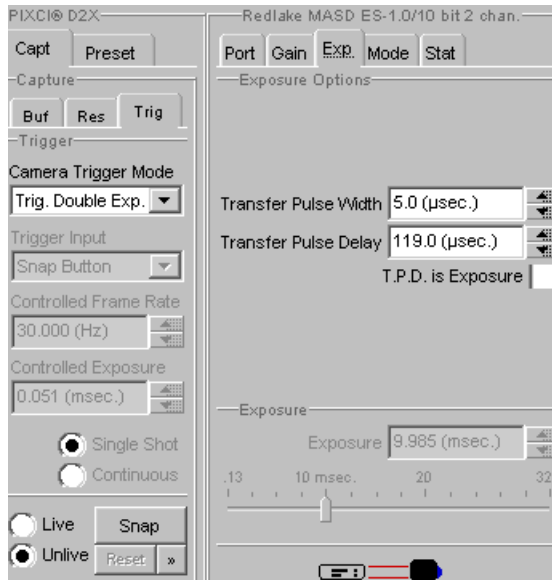 PIXCI® D2X
Capt Preset
Capture
Buf Res Trig
Trigger
Camera Trigger Mode
Trig. Double Exp.
Trigger Input
Snap Button
Controlled Frame Rate
30.000 (Hz)
Controlled Exposure
0.051 (msec.)
Single Shot
Continuous
Live Snap
Unlive Reset »
Redlake MASD ES-1.0/10 bit 2 chan.
Port Gain Exp. Mode Stat
Exposure Options
Transfer Pulse Width 5.0 (µsec.)
Transfer Pulse Delay 119.0 (µsec.)
T.P.D. is Exposure
Exposure
Exposure 9.985 (msec.)
.13 10 msec. 20 32